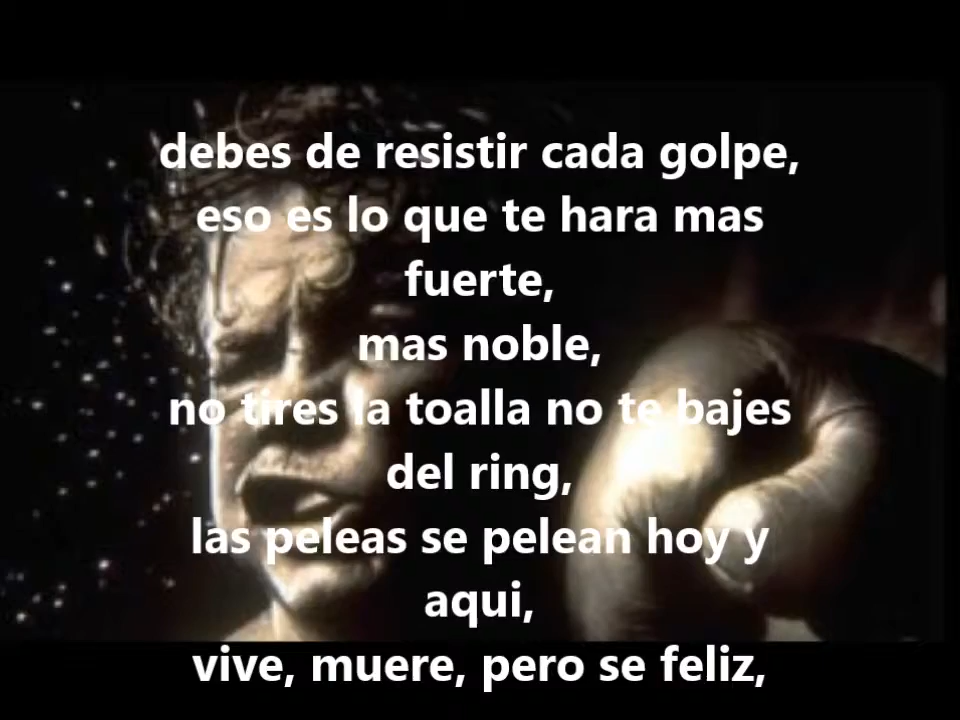 debes de resistir cada golpe,
eso es lo que te hara mas
fuerte,
mas noble,
no tires la toalla no te bajes
del ring,
las peleas se pelean hoy y
aqui,
vive, muere, pero se feliz,